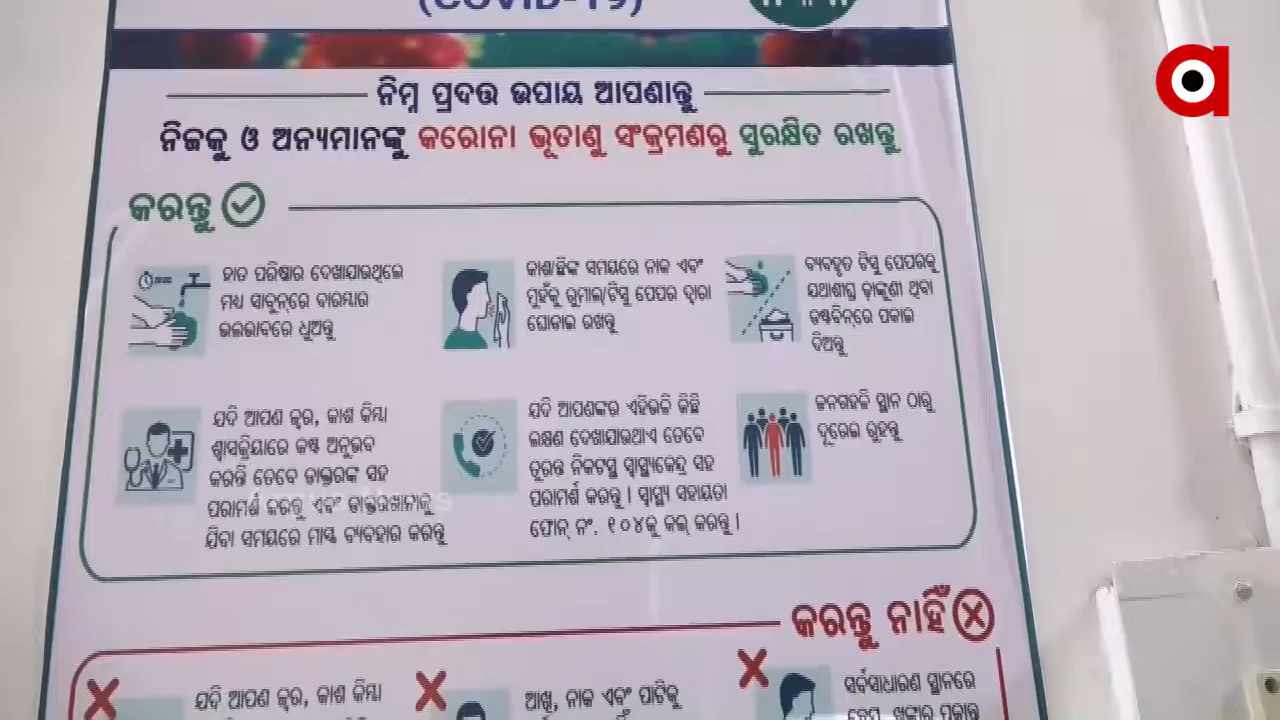 (COVID-19)
ନିମ୍ନ ପ୍ରଦତ୍ତ ଉପାୟ ଆପଣାନ୍ତୁ
ନିଜକୁ ଓ ଅନ୍ୟମାନଙ୍କୁ କରୋନା ଭୂତାଣୁ ସଂକ୍ରମଣରୁ ସୁରକ୍ଷିତ ରଖନ୍ତୁ
କରନ୍ତୁ
ହାତ ପରିଷ୍କାର ଦେଖାଯାଉଥିଲେ
ମଧ୍ୟ ସାବୁନ୍‌ରେ ବାରମ୍ବାର
ଭଲଭାବରେ ଧୁଅନ୍ତୁ
କାଶ/ଛିଙ୍କ ସମୟରେ ନାକ ଏବଂ
ମୁହଁକୁ ରୁମାଲ/ଟିସୁ ପେପର ଦ୍ୱାରା
ଘୋଡାଇ ରଖନ୍ତୁ
ବ୍ୟବହୃତ ଟିସୁ ପେପରକୁ
ଯଥାଶୀଘ୍ର ଢ଼ାଙ୍କୁଣୀ ଥିବା
ଡଷ୍ଟବିନ୍‌ରେ ପକାଇ
ଦିଅନ୍ତୁ
ଯଦି ଆପଣ ଜ୍ୱର, କାଶ କିମ୍ବା
ଶ୍ୱାସକ୍ରିୟାରେ କଷ୍ଟ ଅନୁଭବ
କରନ୍ତି ତେବେ ଡାକ୍ତରଙ୍କ ସହ
ପରାମର୍ଶ କରନ୍ତୁ ଏବଂ ଡାକ୍ତରଖାନାକୁ
ଯିବା ସମୟରେ ମାସ୍କ ବ୍ୟବହାର କରନ୍ତୁ
ଯଦି ଆପଣଙ୍କର ଏହିଭଳି କିଛି
ଲକ୍ଷଣ ଦେଖାଯାଉଥାଏ ତେବେ
ତୁରନ୍ତ ନିକଟସ୍ଥ ସ୍ୱାସ୍ଥ୍ୟକେନ୍ଦ୍ର ସହ
ପରାମର୍ଶ କରନ୍ତୁ । ସ୍ୱାସ୍ଥ୍ୟ ସହାୟତା
ଫୋନ୍ ନଂ. ୧୦୪କୁ କଲ୍ କରନ୍ତୁ ।
ଜନଗହଳି ସ୍ଥାନ ଠାରୁ
ଦୂରେଇ ରୁହନ୍ତୁ
କରନ୍ତୁ ନାହିଁ
ଯଦି ଆପଣ ଜ୍ୱର, କାଶ କିମ୍ବା
ଆଖି, ନାକ ଏବଂ ପାଟିକୁ
ସର୍ବସାଧାରଣ ସ୍ଥାନରେ
ଛେପ, ଖଙ୍କାର ପକାନ୍ତୁ